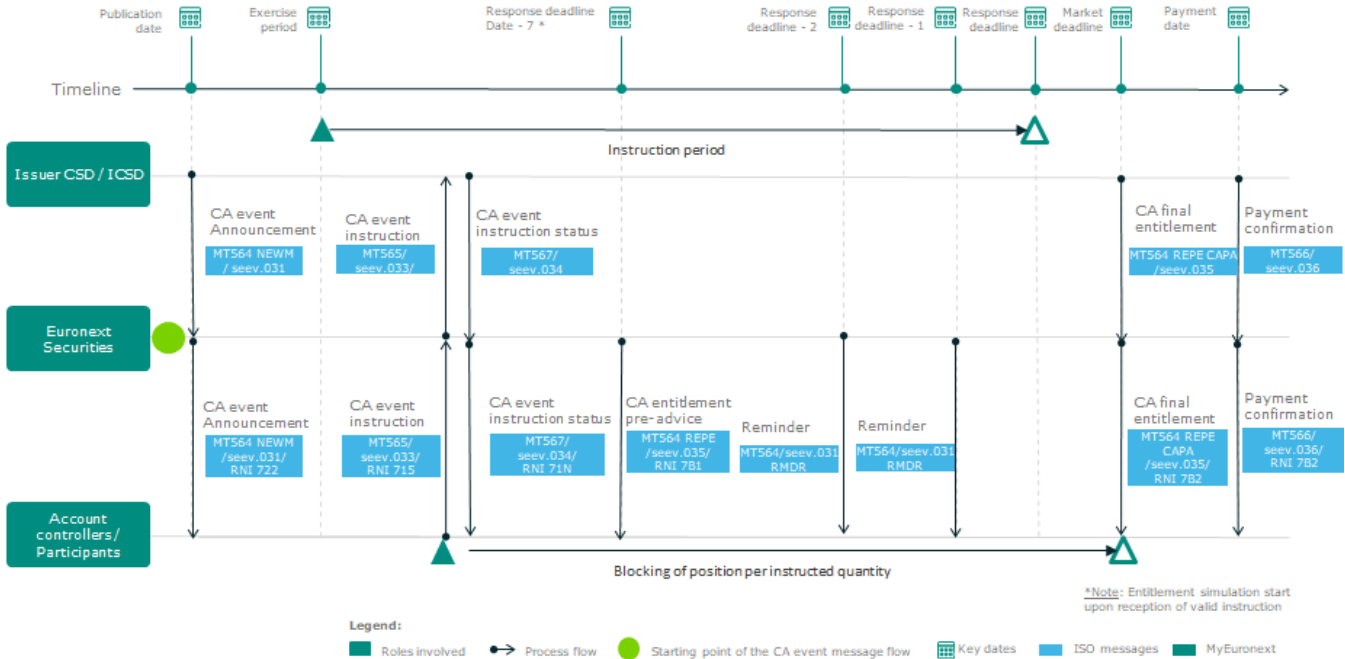 Publication
date
Exercise
period
Response deadline
Date - 7 *
Response
deadline - 2
Response
deadline - 1
Response
deadline
Market
deadline
Payment
date
Timeline
Instruction period
Issuer CSD / ICSD
CA event
Announcement
MT564 NEWM
/ seev.031
CA event
instruction
MT565/
seev.033/
CA event
instruction status
MT567/
seev.034
CA final
entitlement
MT564 REPE CAPA
/seev.035
Payment
confirmation
MT566/
seev.036
Euronext
Securities
CA event
Announcement
MT564 NEWM
/seev.031/
RNI 722
CA event
instruction
MT565/
seev.033/
RNI 715
CA event
instruction status
MT567/
seev.034/
RNI 71N
CA entitlement
pre-advice
MT564 REPE
/seev.035/
RNI 7B1
Reminder
MT564/seev.031
RMDR
Reminder
MT564/seev.031
RMDR
CA final
entitlement
MT564 REPE
CAPA
/seev.035/
RNI 7B2
Payment
confirmation
MT566/
seev.036/
RNI 7B2
Account
controllers/
Participants
Blocking of position per instructed quantity
*Note: Entitlement simulation start
upon reception of valid instruction
Legend:
Roles involved
Process flow
Starting point of the CA event message flow
Key dates
ISO messages
MyEuronext